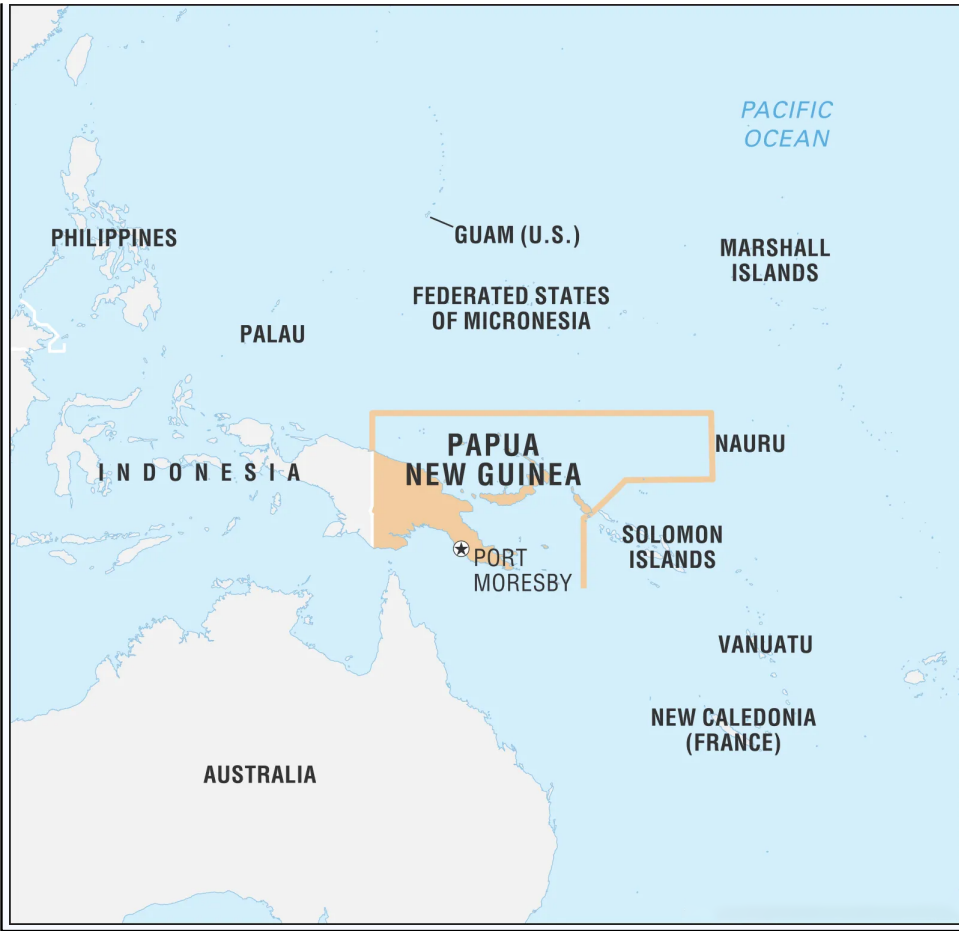 PACIFIC
OCEAN
PHILIPPINES
GUAM (U.S.)
MARSHALL
ISLANDS
FEDERATED STATES
OF MICRONESIA
PALAU
PAPUA
NEW GUINEA
NAURU
INDONESIA
SOLOMON
ISLANDS
PORT
MORESBY
VANUATU
NEW CALEDONIA
(FRANCE)
AUSTRALIA